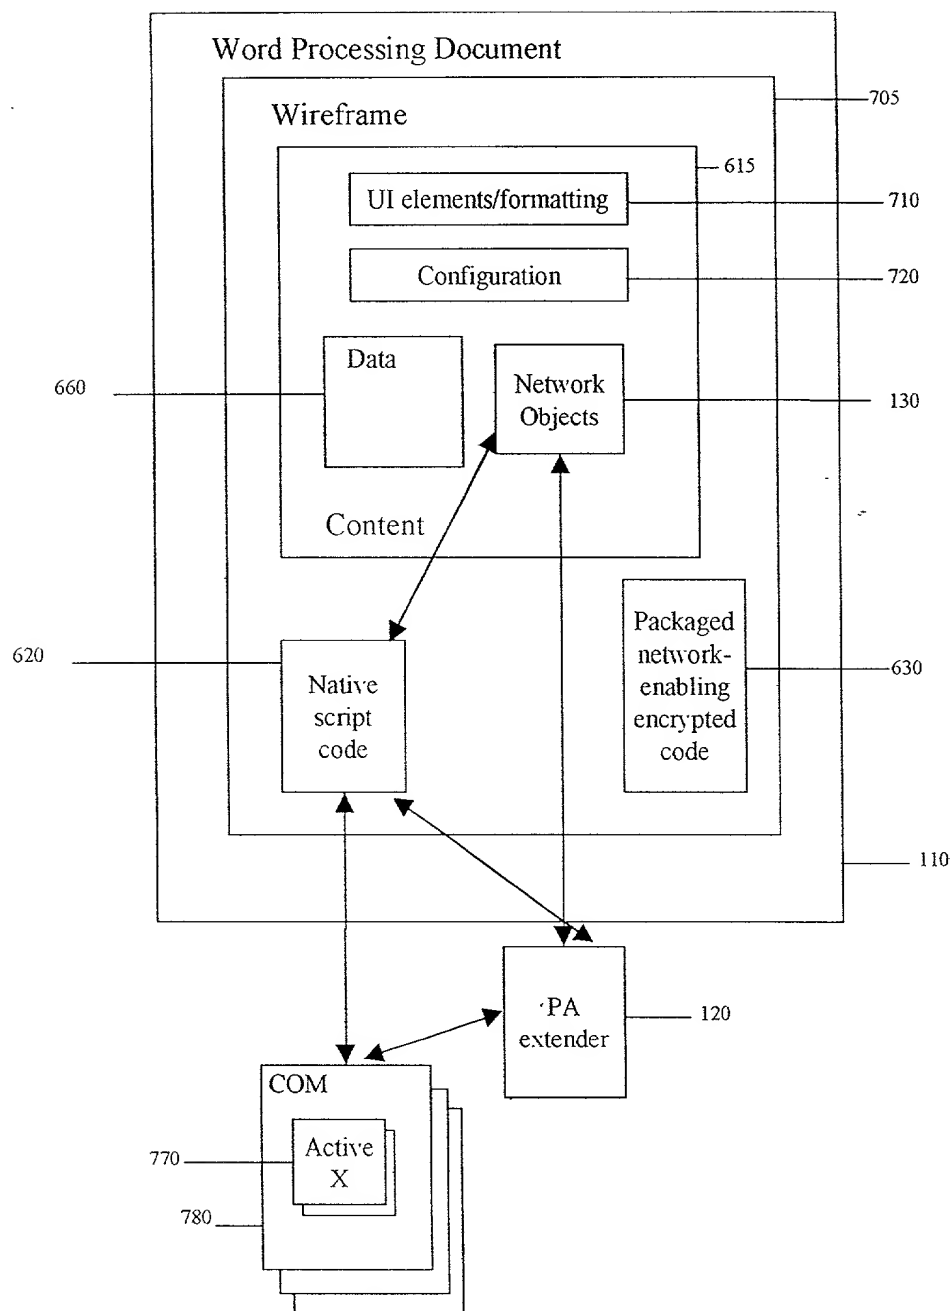 Word Processing Document
705
Wireframe
615
UI elements/formatting
710
Configuration
720
Data
660
Network
Objects
130
Content
Packaged
network-
enabling
encrypted
code
630
620
Native
script
code
110
PA
extender
120
COM
Active
X
770
780